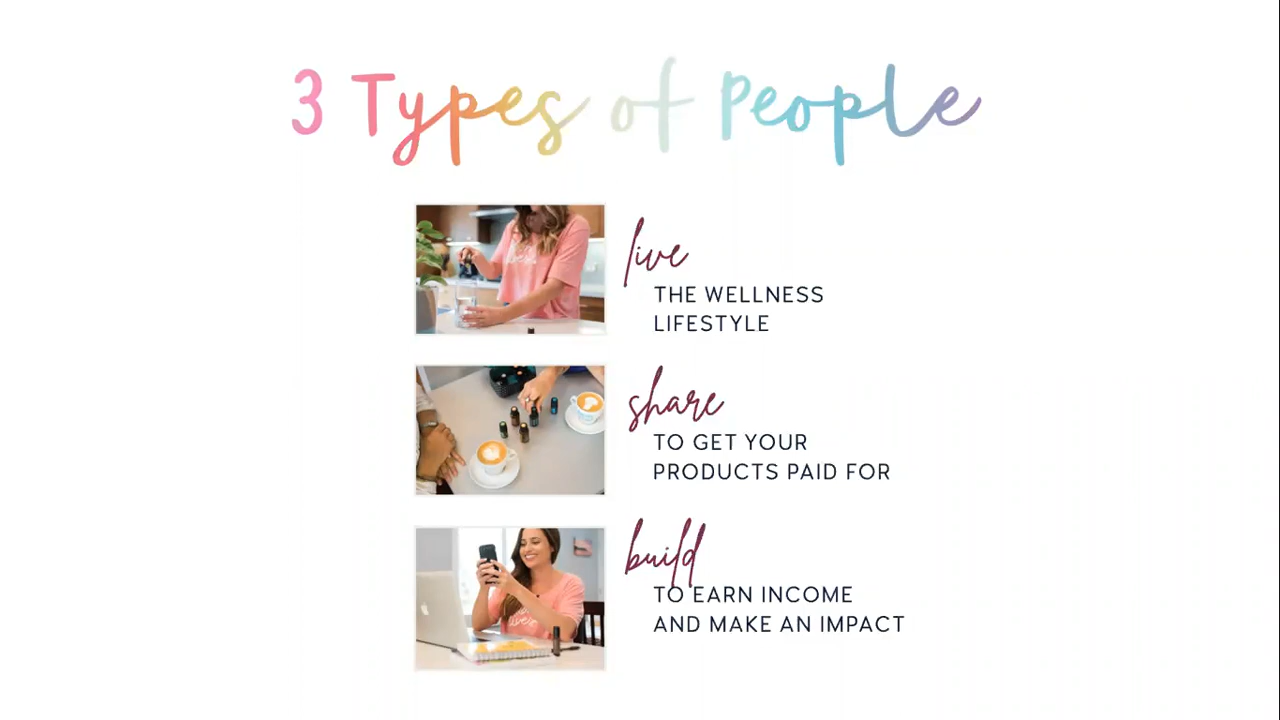 3 Types of People
live
THE WELLNESS
LIFESTYLE
share
TO GET YOUR
PRODUCTS PAID FOR
build
TO EARN INCOME
AND MAKE AN IMPACT